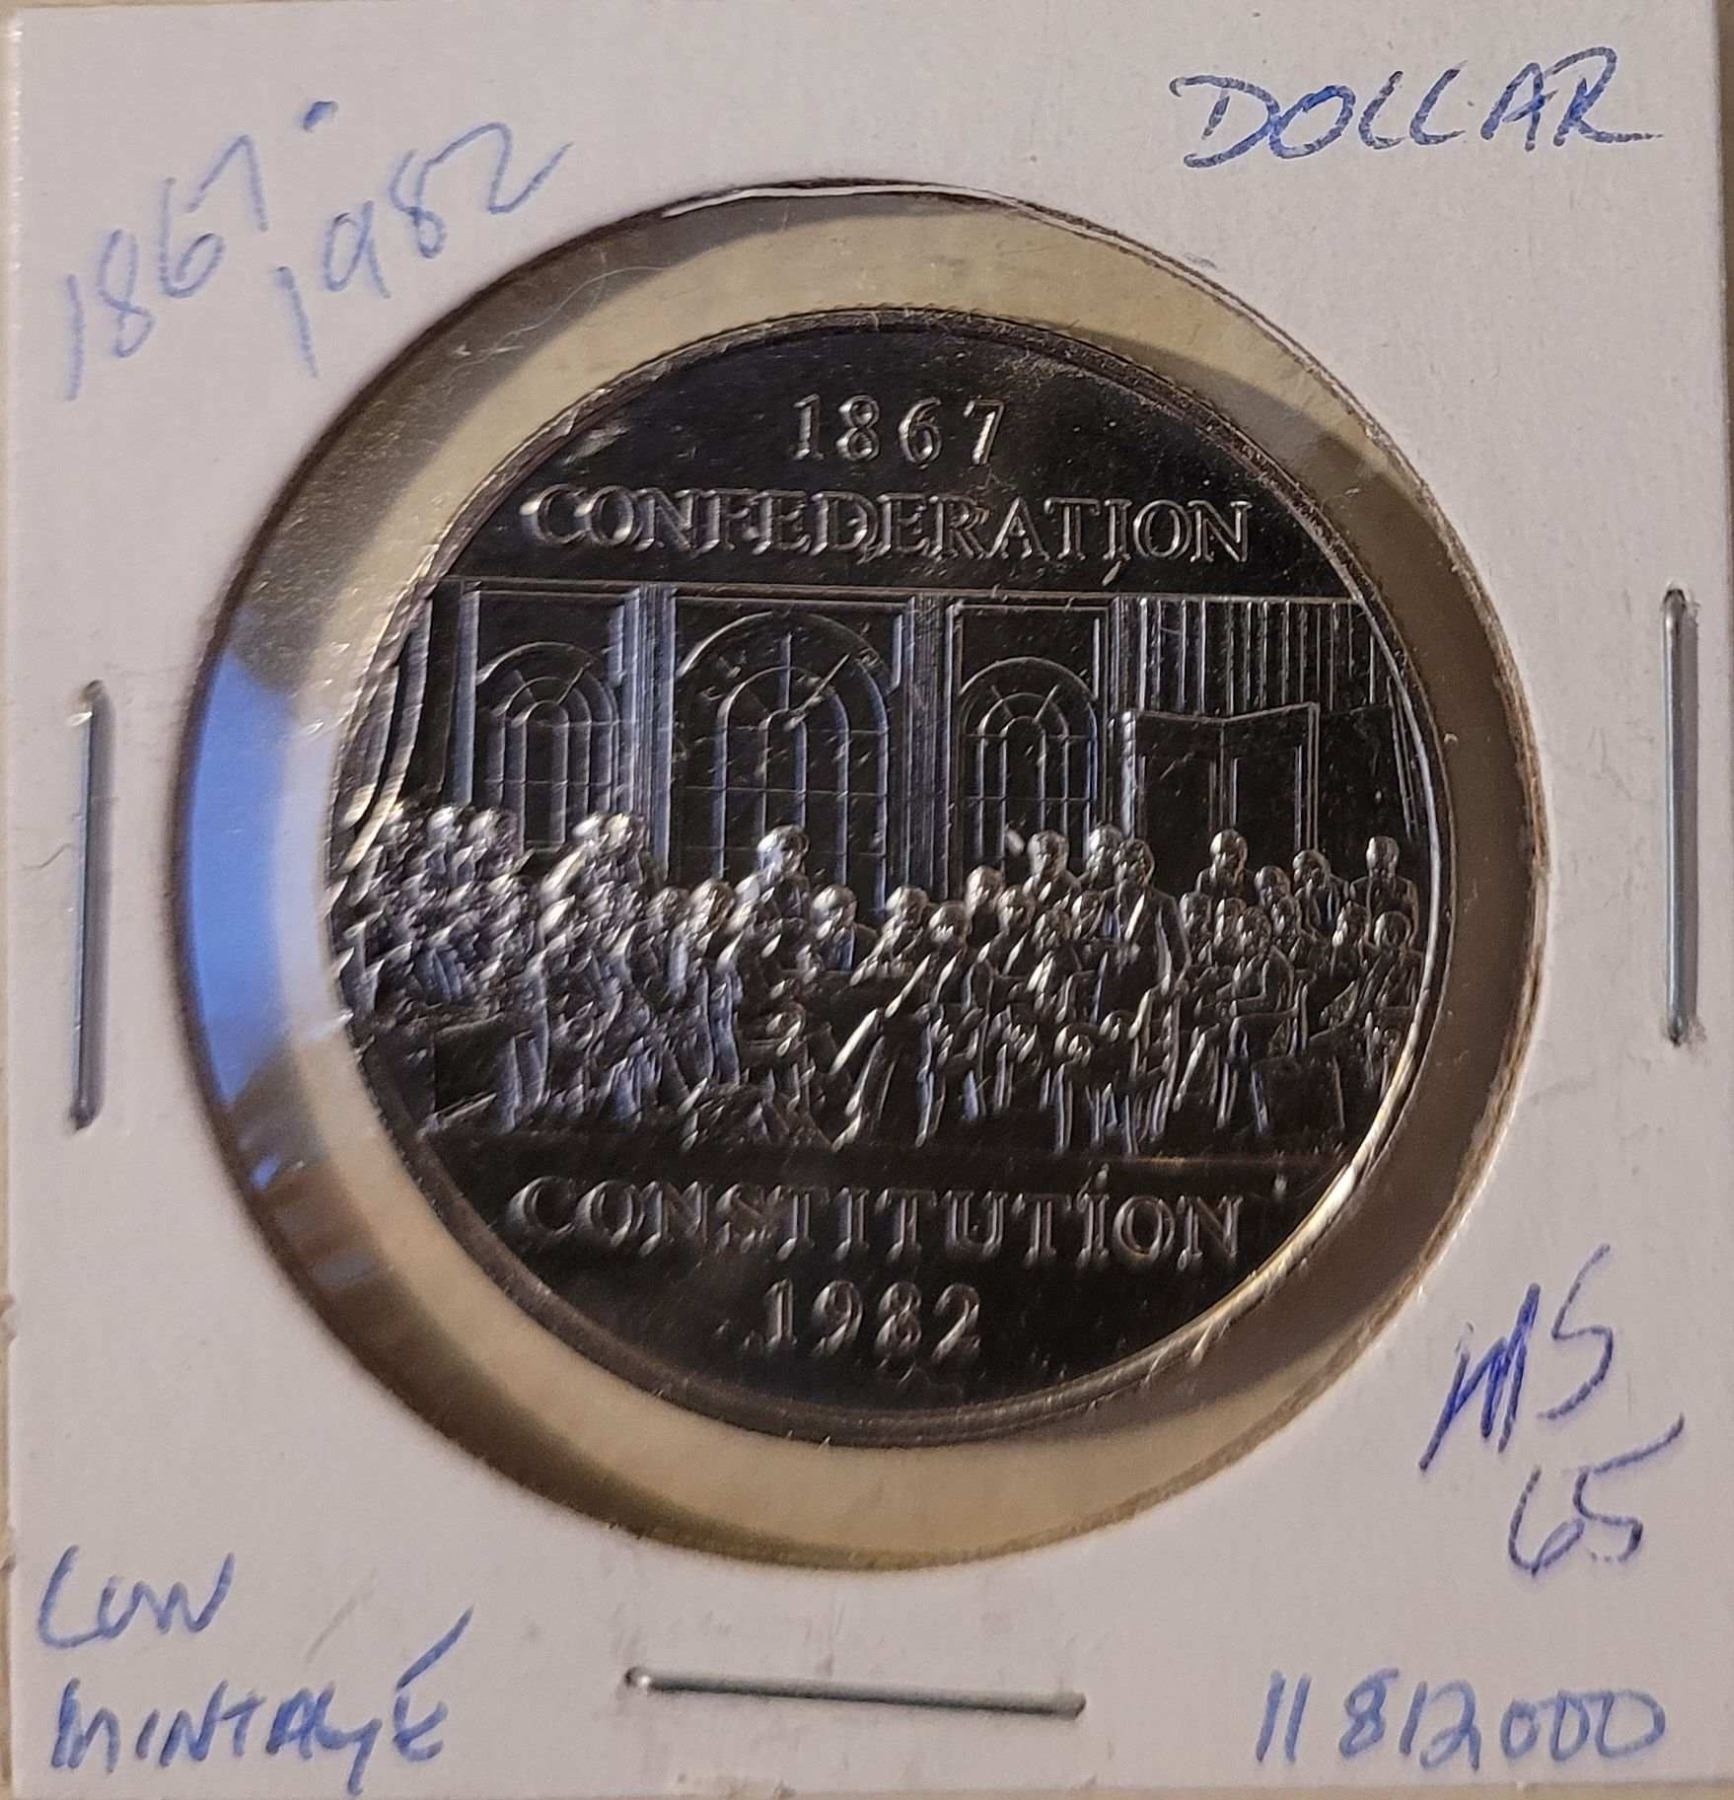 DOLLAR
1867
1982
1867
CONFEDERATION
CONSTITUTION
1982
MS
65
LOW
MINTAGE
11812000